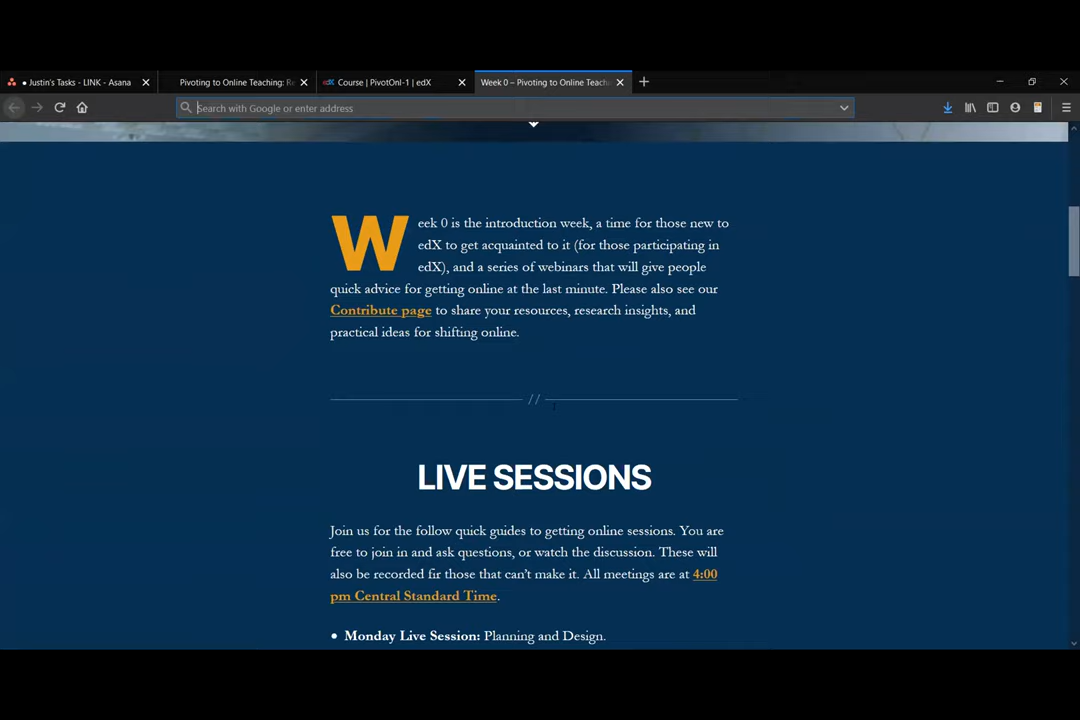 ● Justin's Tasks - LINK - Asana
Pivoting to Online Teaching: Re
edX Course | PivotOnl-1 | edX
Week 0 – Pivoting to Online Teachi
Search with Google or enter address
Week 0 is the introduction week, a time for those new to
edX to get acquainted to it (for those participating in
edX), and a series of webinars that will give people
quick advice for getting online at the last minute. Please also see our
Contribute page to share your resources, research insights, and
practical ideas for shifting online.
//
LIVE SESSIONS
Join us for the follow quick guides to getting online sessions. You are
free to join in and ask questions, or watch the discussion. These will
also be recorded fir those that can't make it. All meetings are at 4:00
pm Central Standard Time.
● Monday Live Session: Planning and Design.